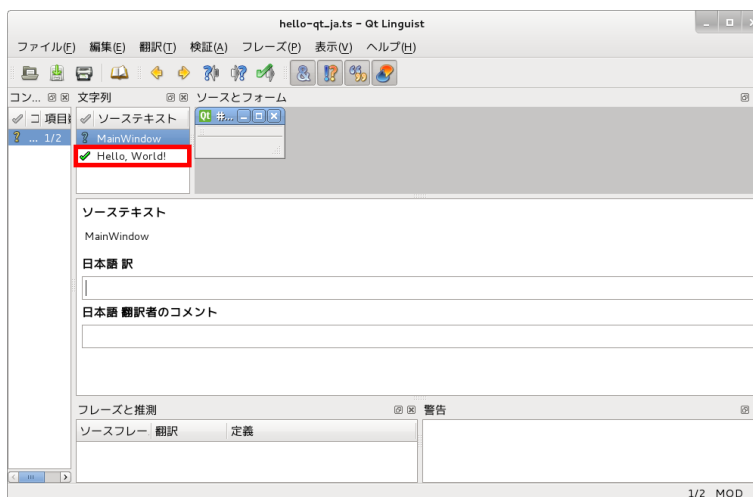 hello-qt_ja.ts - Qt Linguist
ファイル(F) 編集(E) 翻訳(T) 検証(A) フレーズ(P) 表示(V) ヘルプ(H)
コン... 文字列 ソースとフォーム
項目 ソーステキスト Qt
... 1/2 MainWindow
Hello, World!
ソーステキスト
MainWindow
日本語 訳
日本語 翻訳者のコメント
フレーズと推測 警告
ソースフレー 翻訳 定義
1/2 MOD